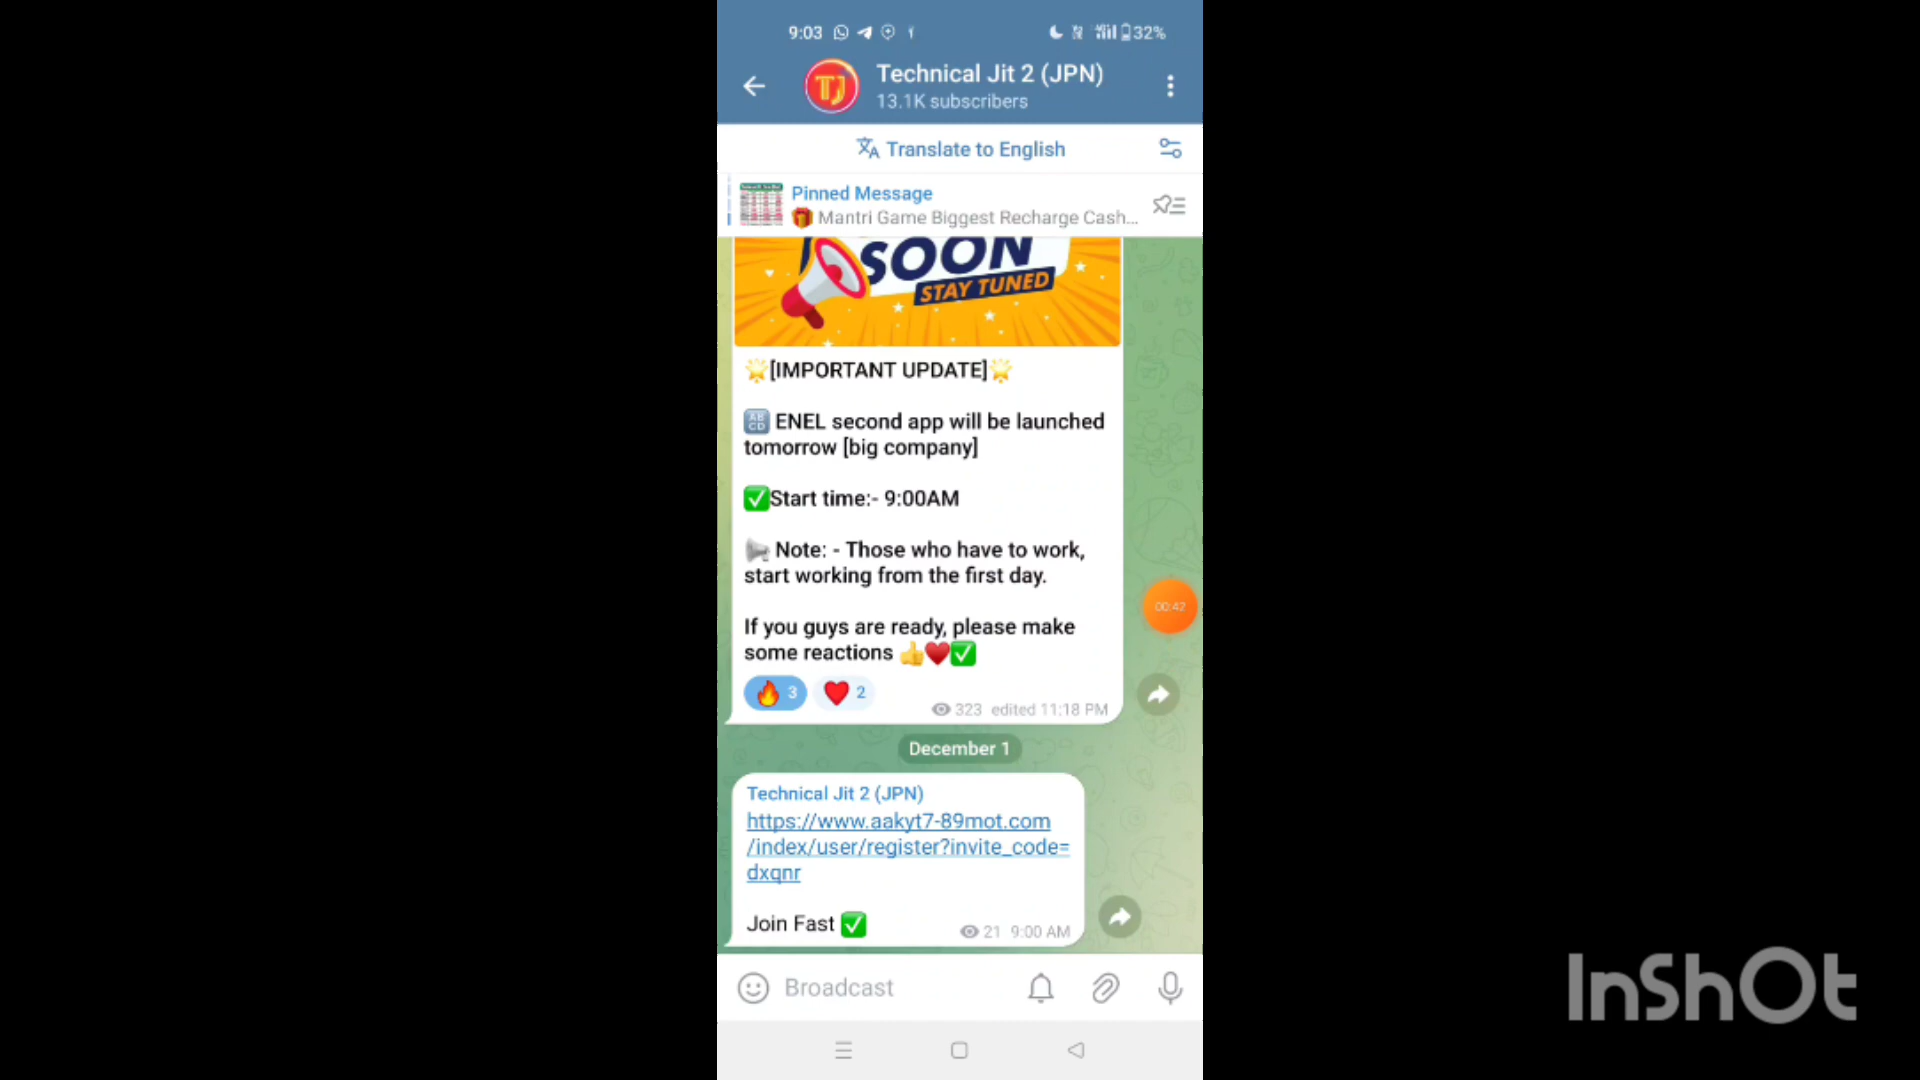 9:03
32%
TJ
Technical Jit 2 (JPN)
13.1K subscribers
Translate to English
Pinned Message
🎁 Mantri Game Biggest Recharge Cash...
SOON
STAY TUNED
🌟[IMPORTANT UPDATE]🌟
🔠 ENEL second app will be launched
tomorrow [big company]
✅Start time:- 9:00AM
📢 Note: - Those who have to work,
start working from the first day.
If you guys are ready, please make
some reactions 👍♥️✅
🔥 3 ❤️ 2
323 edited 11:18 PM
00:42
December 1
Technical Jit 2 (JPN)
https://www.aakyt7-89mot.com
/index/user/register?invite_code=
dxqnr
Join Fast ✅
21 9:00 AM
Broadcast
InShOt